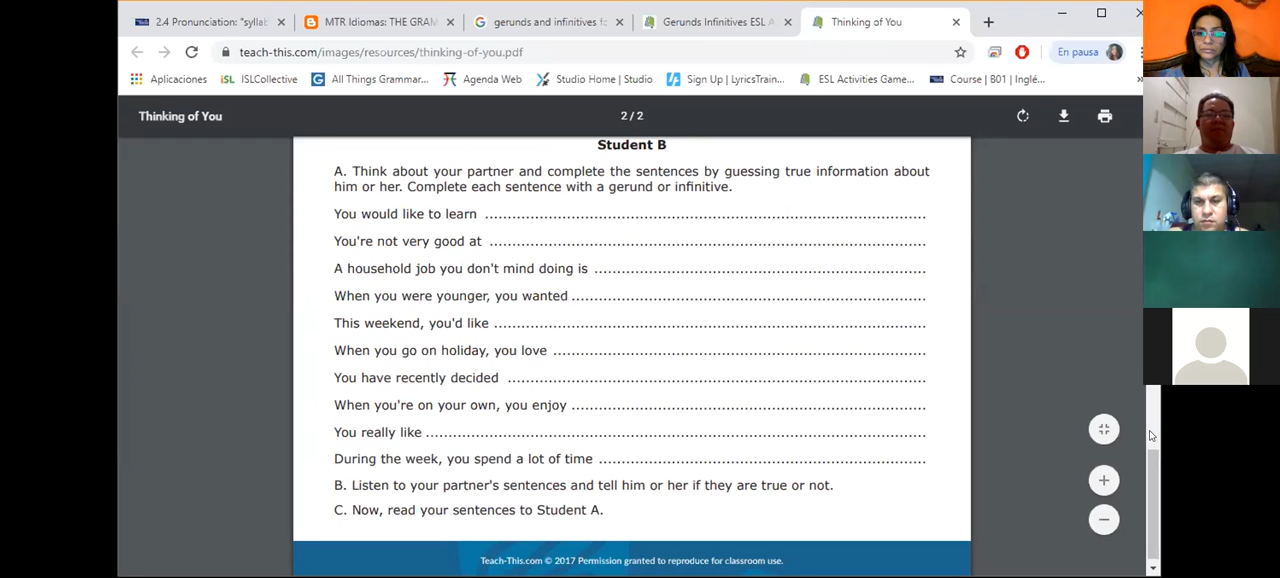 2.4 Pronunciation: "syllab
MTR Idiomas: THE GRAM
gerunds and infinitives fo
Gerunds Infinitives ESL A
Thinking of You
teach-this.com/images/resources/thinking-of-you.pdf
En pausa
Aplicaciones
iSL ISLCollective
All Things Grammar...
Agenda Web
Studio Home | Studio
Sign Up | LyricsTrain...
ESL Activities Game...
Course | B01 | Inglé...
Thinking of You
2 / 2
Student B
A. Think about your partner and complete the sentences by guessing true information about
him or her. Complete each sentence with a gerund or infinitive.
You would like to learn ................................................................
You're not very good at ................................................................
A household job you don't mind doing is ................................................................
When you were younger, you wanted ................................................................
This weekend, you'd like ................................................................
When you go on holiday, you love ................................................................
You have recently decided ................................................................
When you're on your own, you enjoy ................................................................
You really like ................................................................
During the week, you spend a lot of time ................................................................
B. Listen to your partner's sentences and tell him or her if they are true or not.
C. Now, read your sentences to Student A.
Teach-This.com © 2017 Permission granted to reproduce for classroom use.